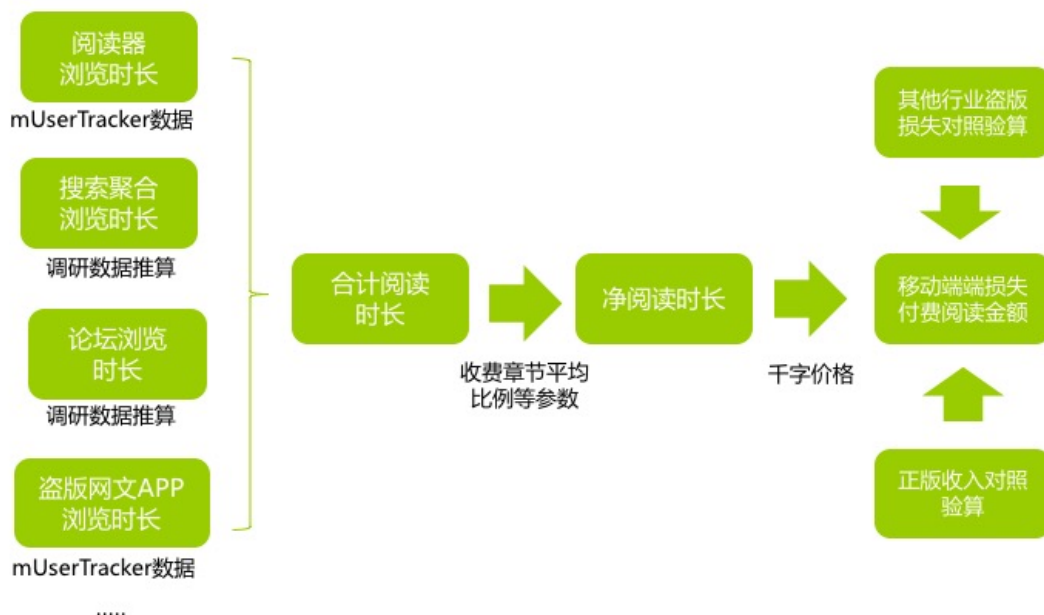 阅读器
浏览时长
mUserTracker数据
搜索聚合
浏览时长
调研数据推算
论坛浏览
时长
调研数据推算
盗版网文APP
浏览时长
mUserTracker数据
.....
合计阅读
时长
收费章节平均
比例等参数
净阅读时长
千字价格
其他行业盗版
损失对照验算
移动端端损失
付费阅读金额
正版收入对照
验算